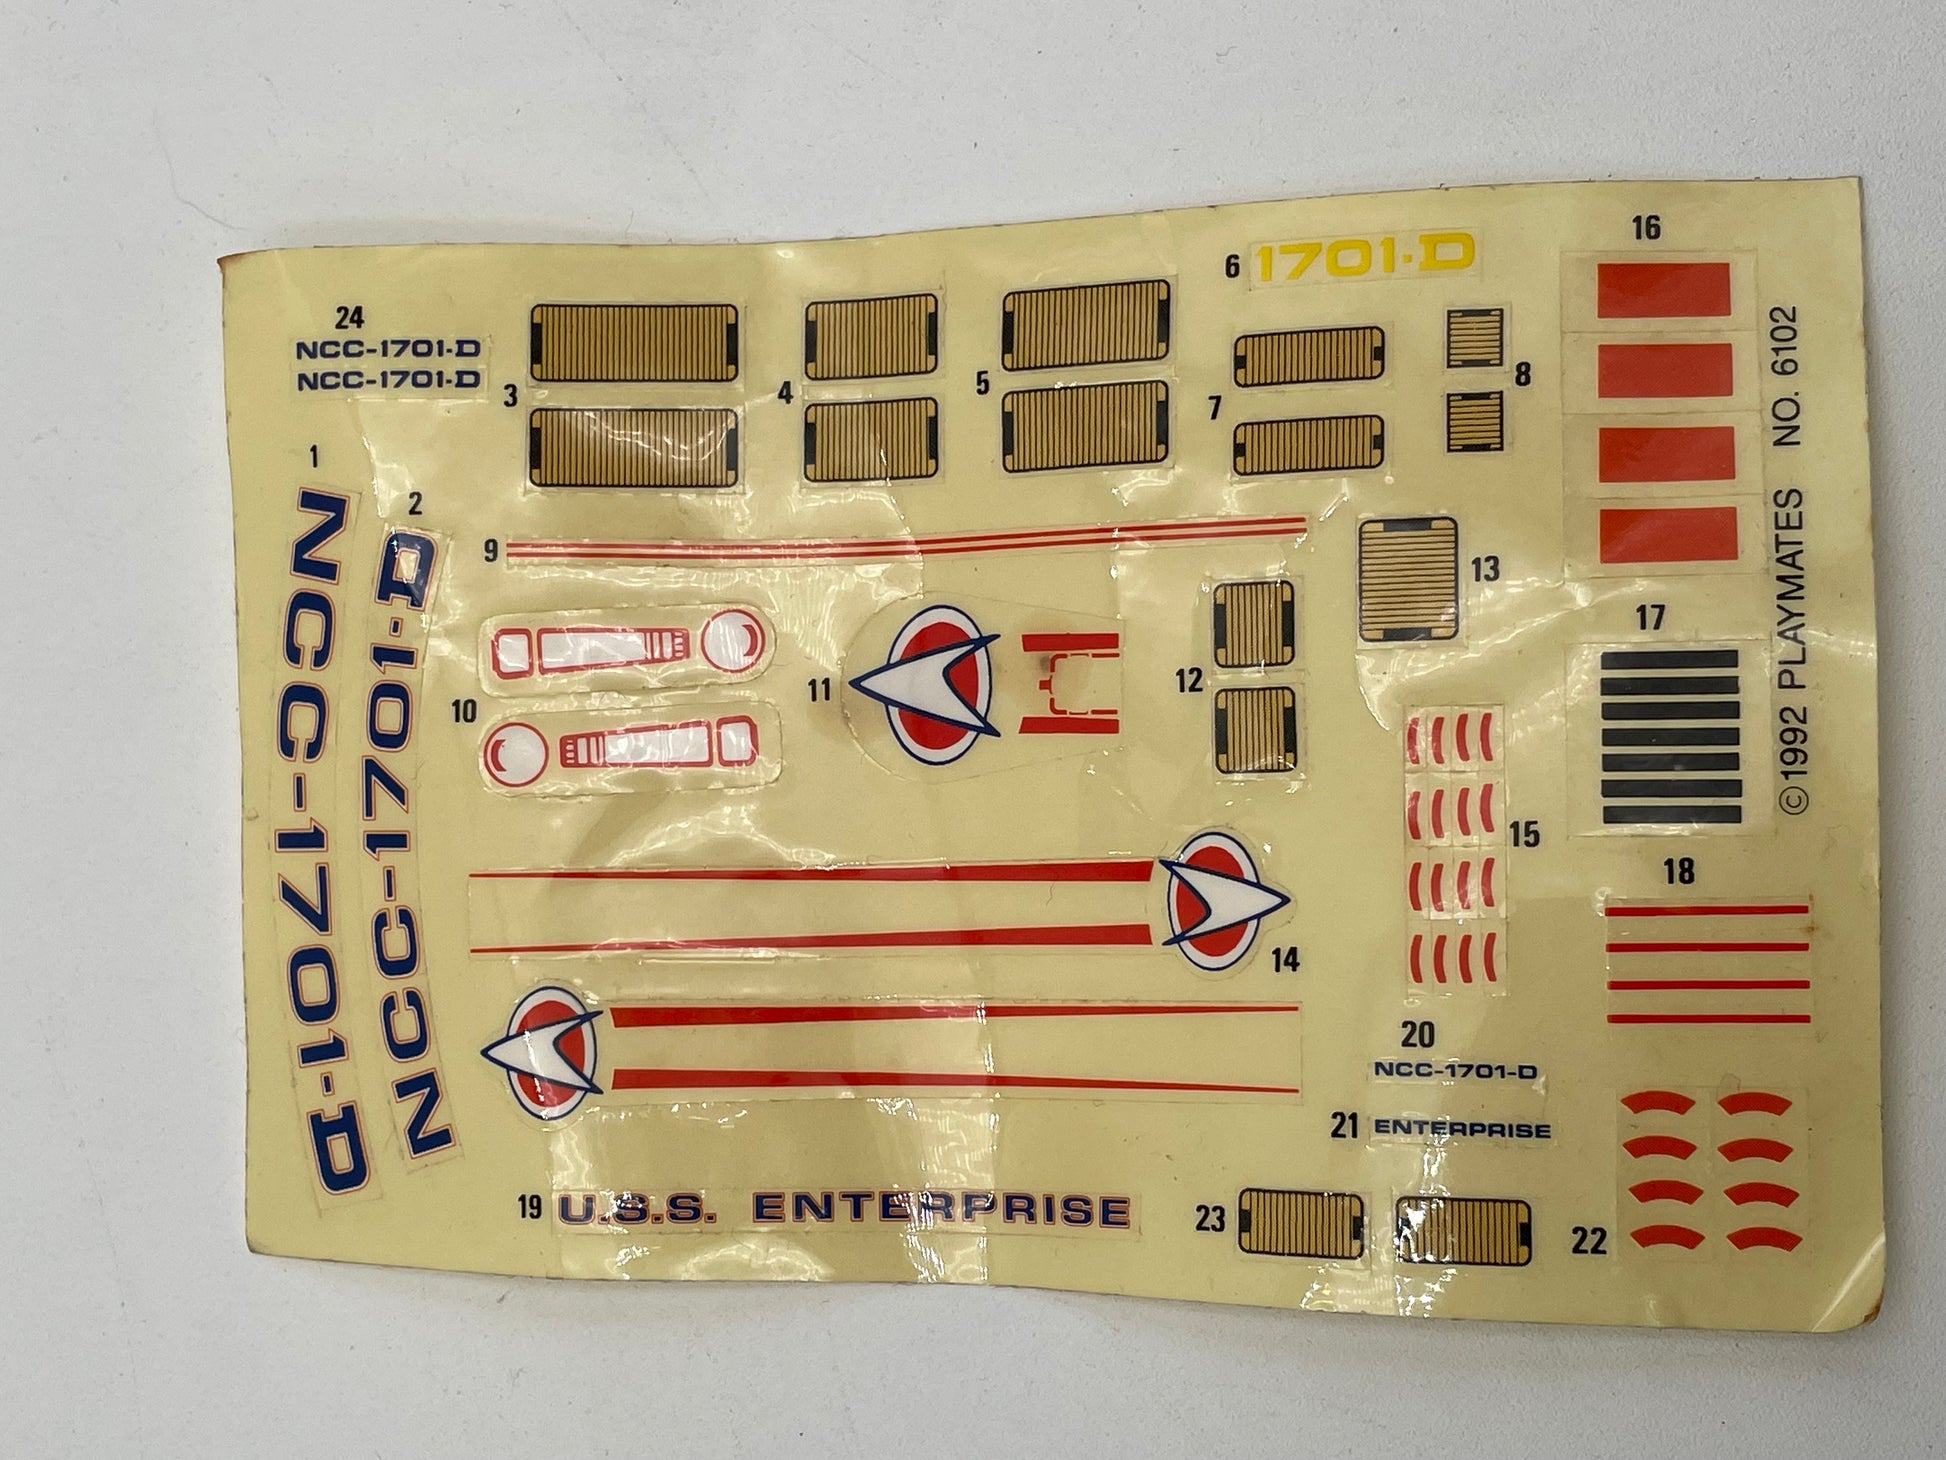 24
NCC-1701-D
NCC-1701-D
1
NCC-1701-D
2
NCC-1701-D
3
4
5
6
1701-D
7
8
9
10
11
12
13
14
15
16
17
18
19
U.S.S. ENTERPRISE
20
NCC-1701-D
21
ENTERPRISE
22
23
©1992 PLAYMATES NO. 6102